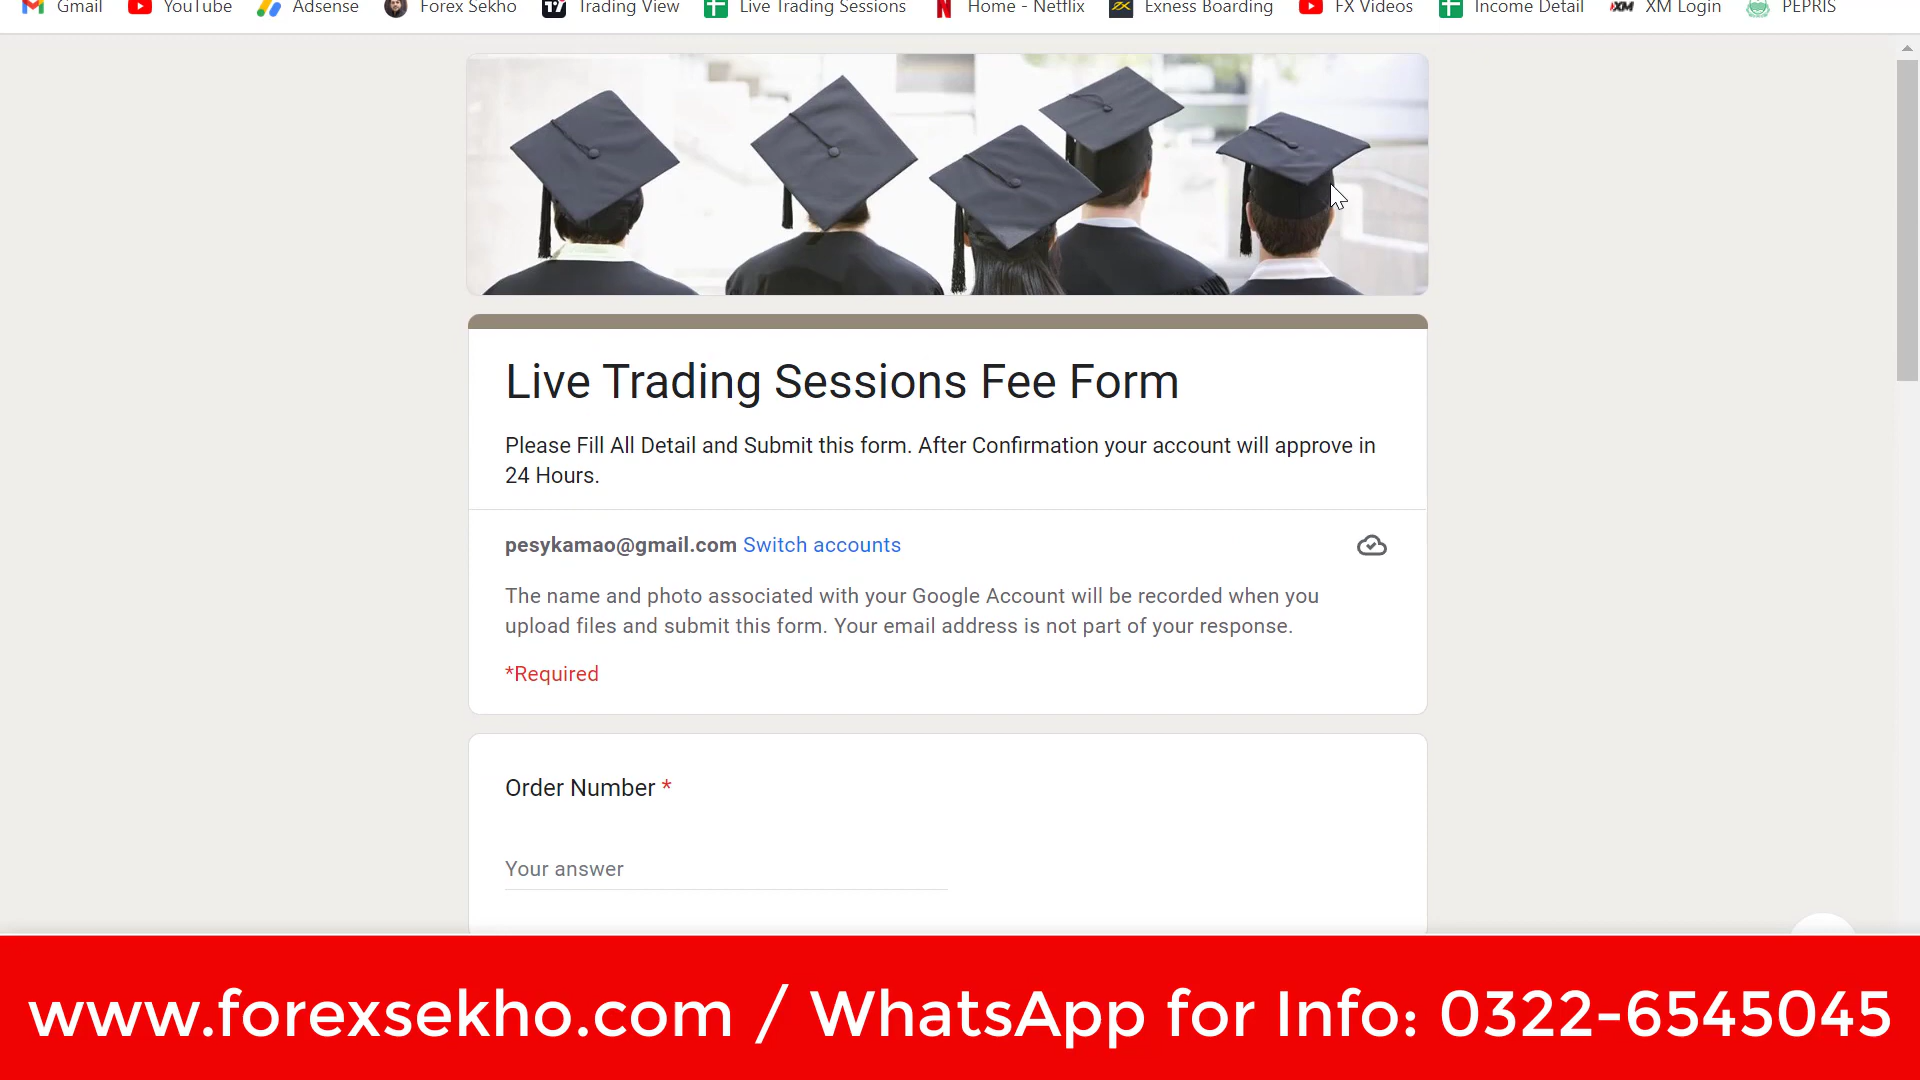 Gmail YouTube Adsense Forex Sekho Trading View Live Trading Sessions Home - Netflix Exness Boarding FX Videos Income Detail XM Login PEPRIS
Live Trading Sessions Fee Form
Please Fill All Detail and Submit this form. After Confirmation your account will approve in
24 Hours.
pesykamao@gmail.com Switch accounts
The name and photo associated with your Google Account will be recorded when you
upload files and submit this form. Your email address is not part of your response.
*Required
Order Number *
Your answer
www.forexsekho.com / WhatsApp for Info: 0322-6545045